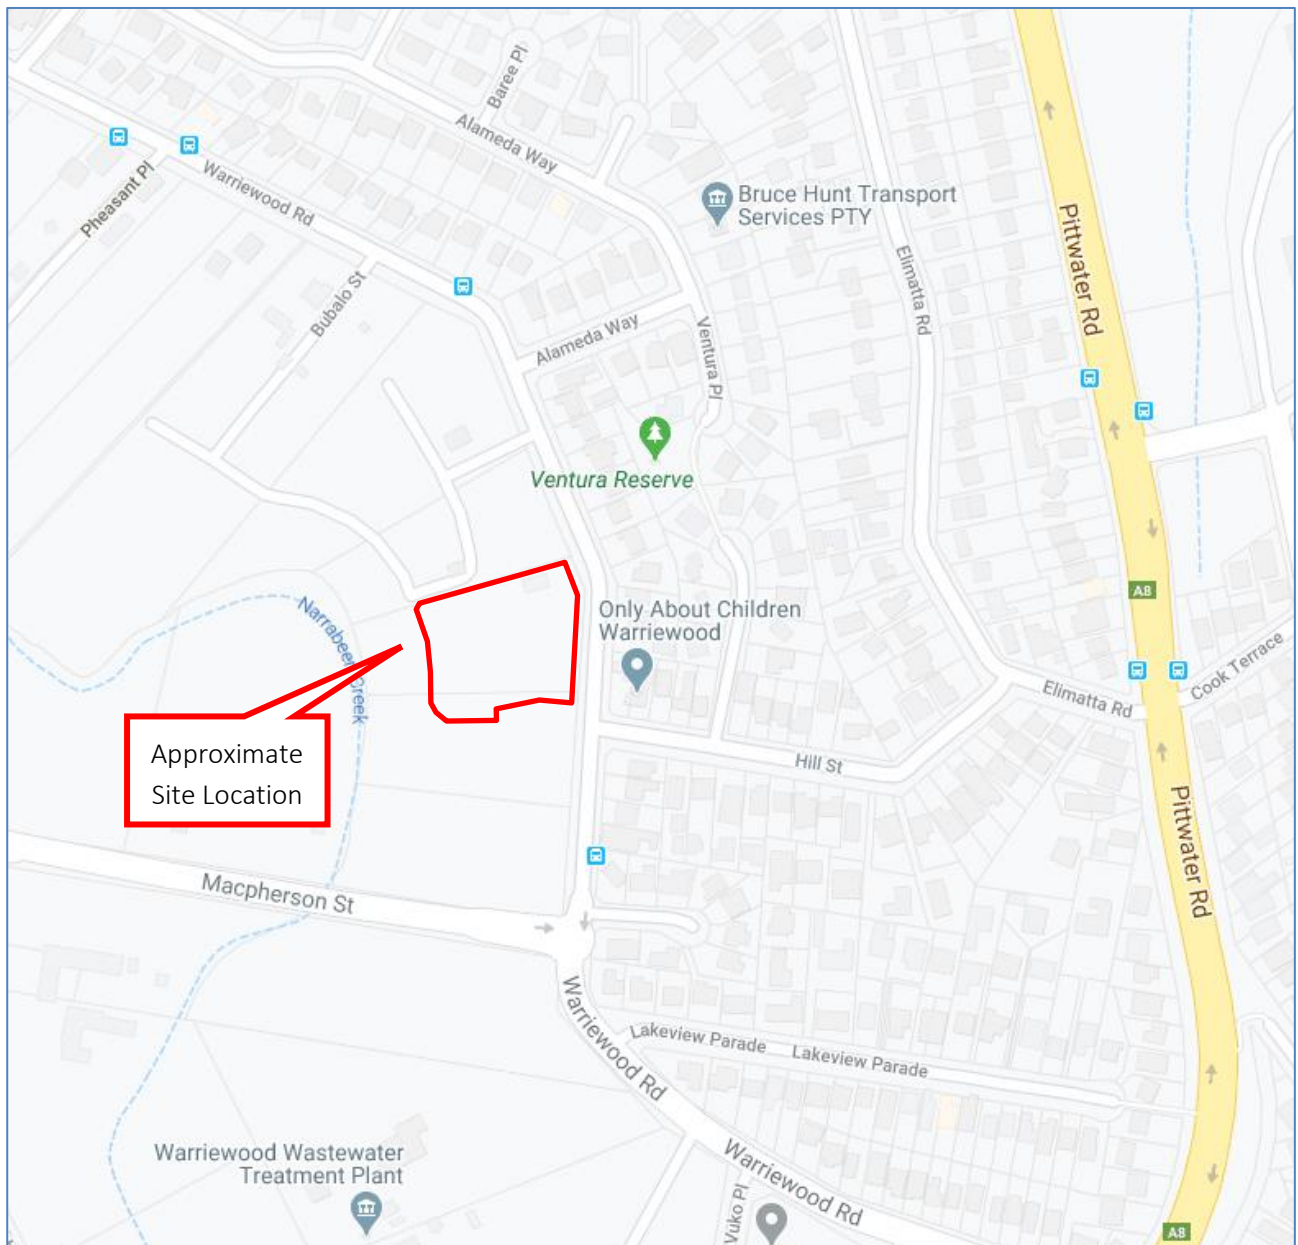 Baree Pl
Alameda Way
Pheasant Pl
Warriewood Rd
Bruce Hunt Transport
Services PTY
Pittwater Rd
Elimatta Rd
Bubalo St
Alameda Way
Ventura Pl
Ventura Reserve
A8
Narrabeen Creek
Only About Children
Warriewood
Cook Terrace
Elimatta Rd
Approximate
Site Location
Hill St
Pittwater Rd
Macpherson St
Warriewood Rd
Lakeview Parade
Lakeview Parade
Warriewood Wastewater
Treatment Plant
Warriewood Rd
Vuko Pl
A8